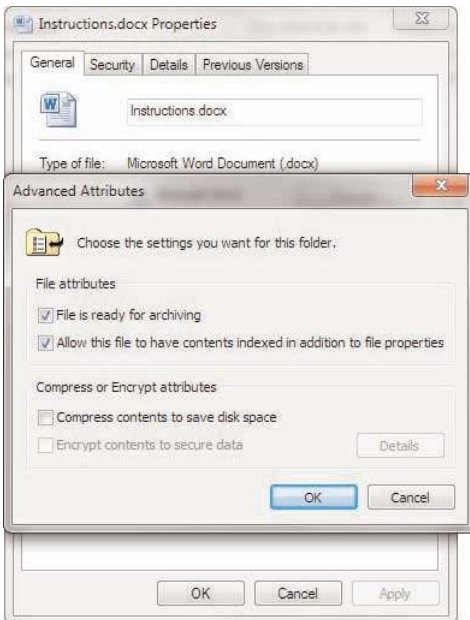 Instructions.docx Properties
General Security Details Previous Versions
W
Instructions.docx
Type of file: Microsoft Word Document (.docx)
Advanced Attributes
Choose the settings you want for this folder.
File attributes
File is ready for archiving
Allow this file to have contents indexed in addition to file properties
Compress or Encrypt attributes
Compress contents to save disk space
Encrypt contents to secure data Details
OK Cancel
OK Cancel Apply